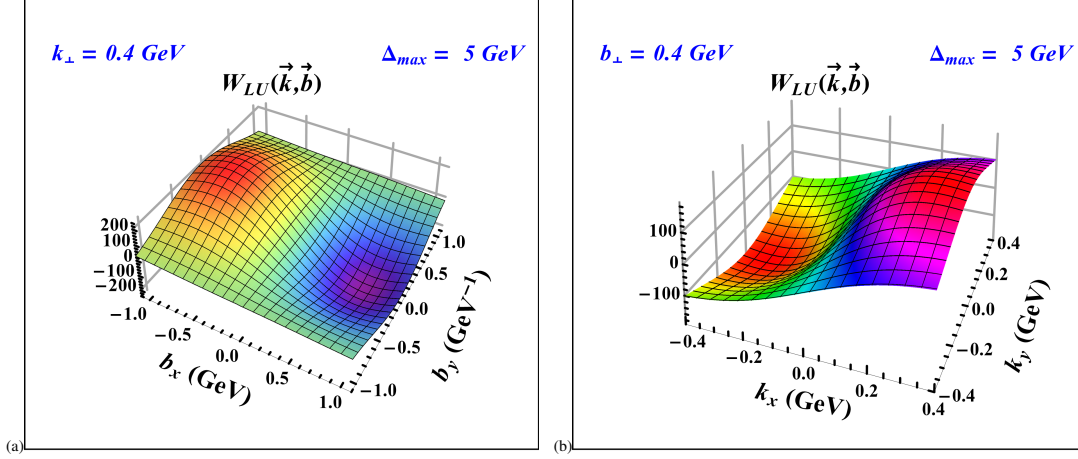 k⊥ = 0.4 GeV
Δmax = 5 GeV
WLU(k⃗,b⃗)
200
100
0
−100
−200
−1.0
−0.5
0.0
0.5
1.0
bx (GeV)
−1.0
−0.5
0.0
0.5
1.0
by (GeV⁻¹)
(a)
b⊥ = 0.4 GeV
Δmax = 5 GeV
WLU(k⃗,b⃗)
100
0
−100
−0.4
−0.2
0.0
0.2
0.4
kx (GeV)
−0.4
−0.2
0.0
0.2
0.4
ky (GeV)
(b)